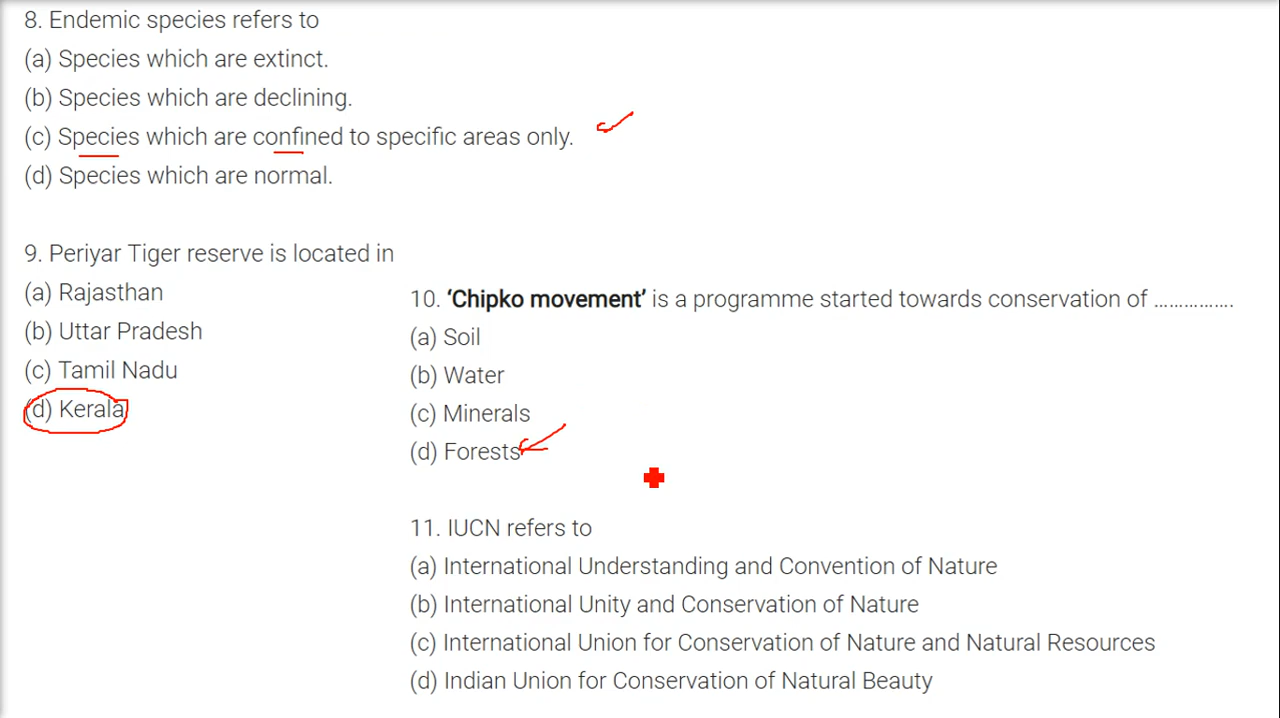 8. Endemic species refers to
(a) Species which are extinct.
(b) Species which are declining.
(c) Species which are confined to specific areas only.
(d) Species which are normal.
9. Periyar Tiger reserve is located in
(a) Rajasthan
(b) Uttar Pradesh
(c) Tamil Nadu
(d) Kerala
10. ‘Chipko movement’ is a programme started towards conservation of ................
(a) Soil
(b) Water
(c) Minerals
(d) Forests
11. IUCN refers to
(a) International Understanding and Convention of Nature
(b) International Unity and Conservation of Nature
(c) International Union for Conservation of Nature and Natural Resources
(d) Indian Union for Conservation of Natural Beauty